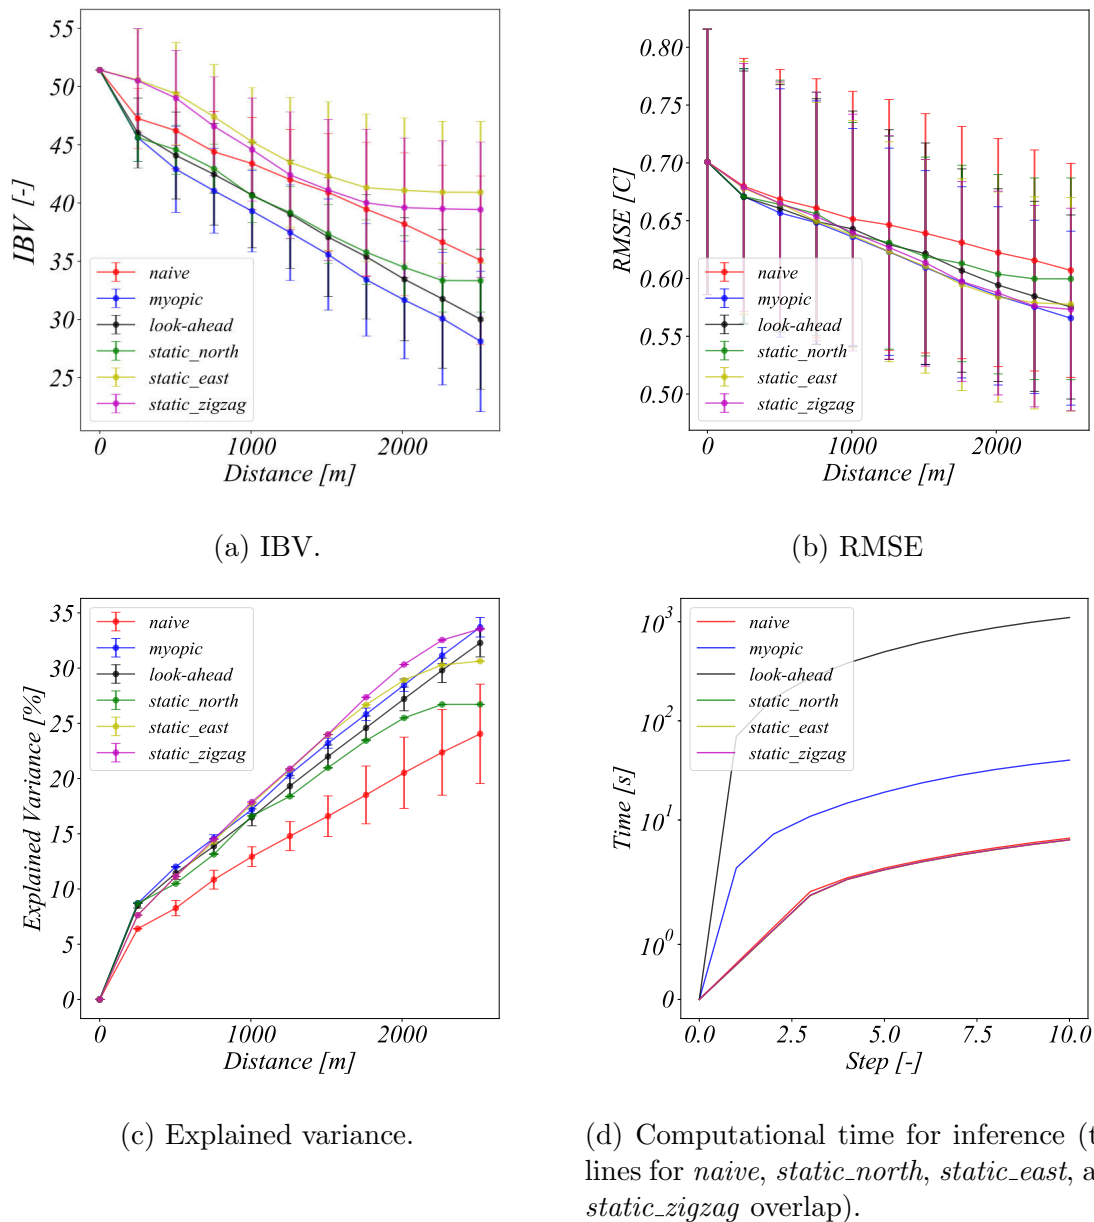 55
50
45
40
35
30
25
IBV [-]
naive
myopic
look-ahead
static_north
static_east
static_zigzag
0
1000
2000
Distance [m]
(a) IBV.
0.80
0.75
0.70
0.65
0.60
0.55
0.50
RMSE [C]
naive
myopic
look-ahead
static_north
static_east
static_zigzag
0
1000
2000
Distance [m]
(b) RMSE
35
30
25
20
15
10
5
0
Explained Variance [%]
naive
myopic
look-ahead
static_north
static_east
static_zigzag
0
1000
2000
Distance [m]
(c) Explained variance.
10³
10²
10¹
10⁰
0
Time [s]
naive
myopic
look-ahead
static_north
static_east
static_zigzag
0.0
2.5
5.0
7.5
10.0
Step [-]
(d) Computational time for inference (t
lines for naive, static_north, static_east, a
static_zigzag overlap).